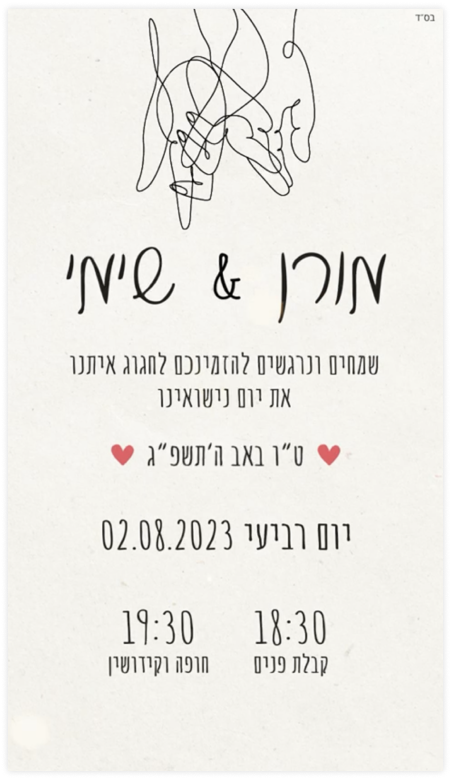 בס״ד
מורן & שימי
שמחים ונרגשים להזמינכם לחגוג איתנו
את יום נישואינו
ט״ו באב ה׳תשפ״ג
יום רביעי 02.08.2023
18:30 19:30
קבלת פנים חופה וקידושין